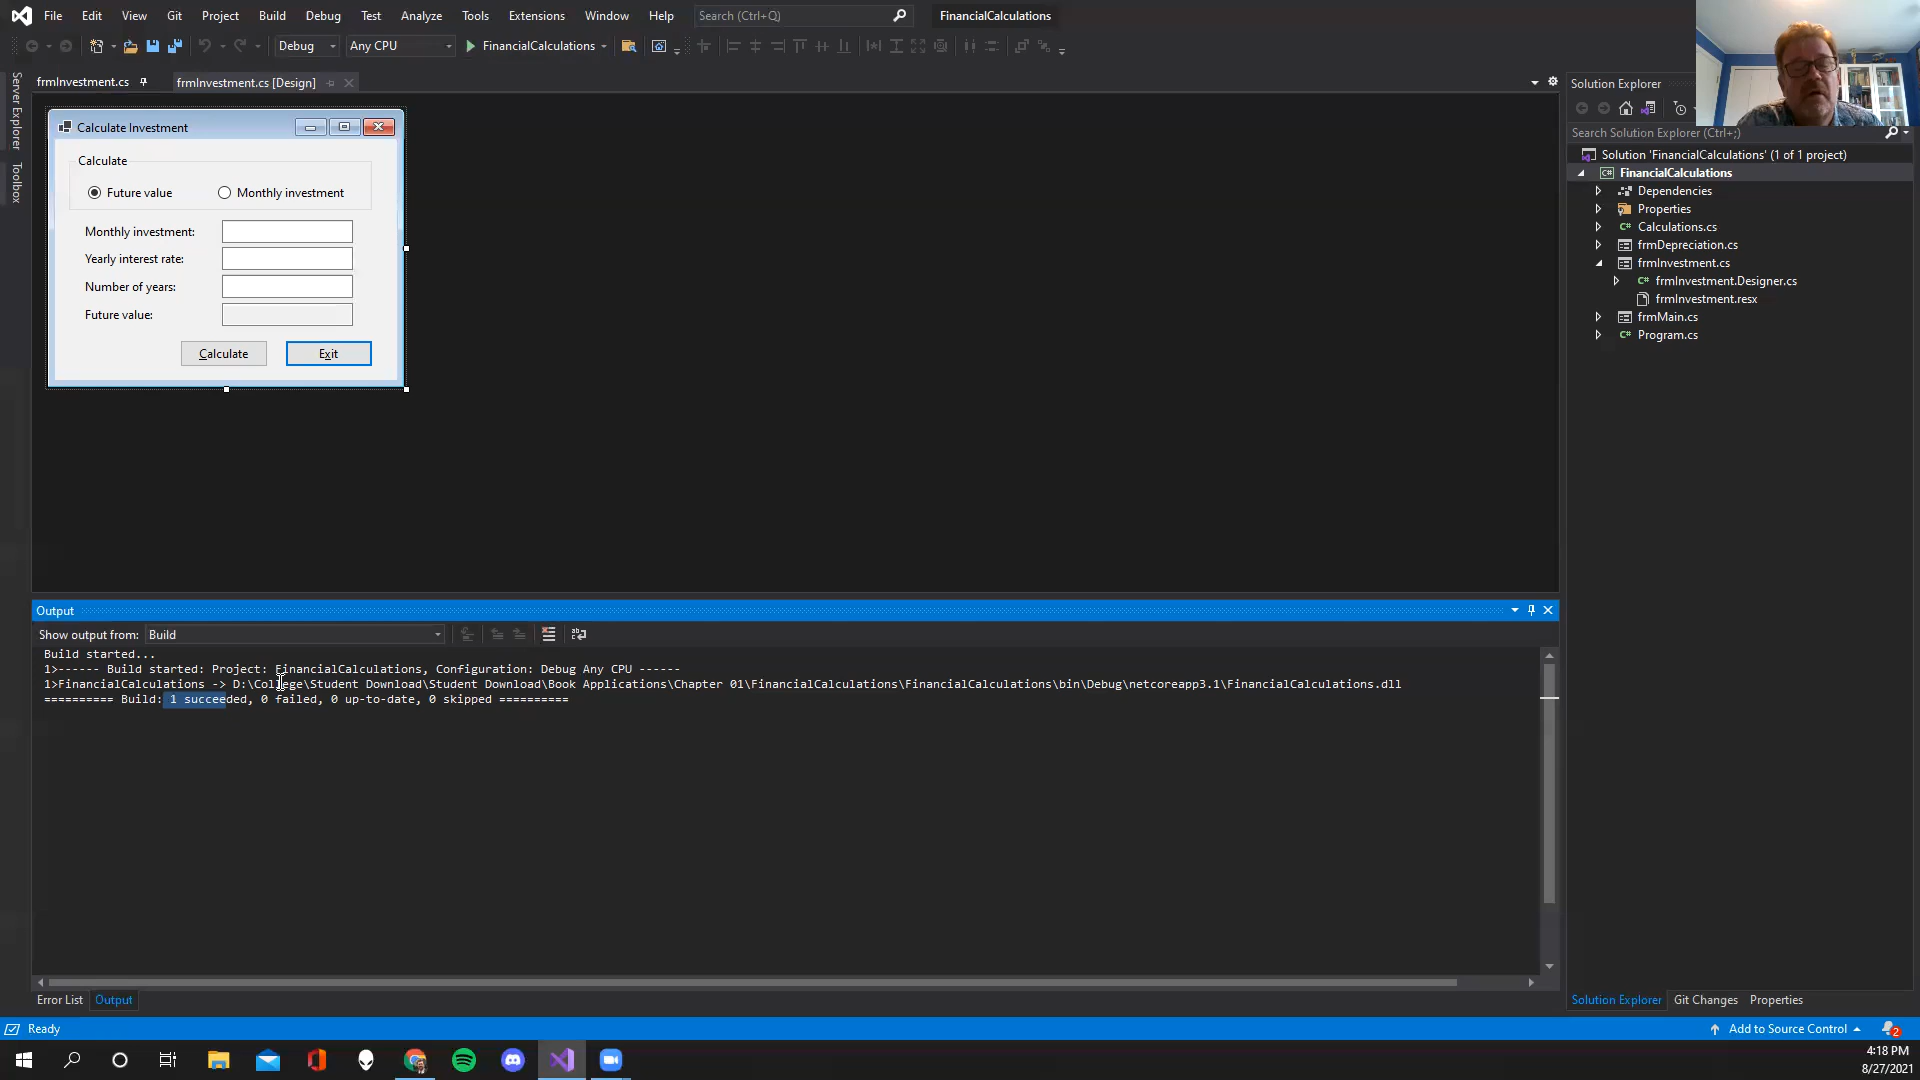 File Edit View Git Project Build Debug Test Analyze Tools Extensions Window Help Search (Ctrl+Q) FinancialCalculations
Debug Any CPU FinancialCalculations
frmInvestment.cs frmInvestment.cs [Design]
Server Explorer
Toolbox
Calculate Investment
Calculate
Future value Monthly investment
Monthly investment:
Yearly interest rate:
Number of years:
Future value:
Calculate Exit
Solution Explorer
Search Solution Explorer (Ctrl+;)
Solution 'FinancialCalculations' (1 of 1 project)
C# FinancialCalculations
Dependencies
Properties
C# Calculations.cs
frmDepreciation.cs
frmInvestment.cs
C# frmInvestment.Designer.cs
frmInvestment.resx
frmMain.cs
C# Program.cs
Output
Show output from: Build
Build started...
1>------ Build started: Project: FinancialCalculations, Configuration: Debug Any CPU ------
1>FinancialCalculations -> D:\College\Student Download\Student Download\Book Applications\Chapter 01\FinancialCalculations\FinancialCalculations\bin\Debug\netcoreapp3.1\FinancialCalculations.dll
========== Build: 1 succeeded, 0 failed, 0 up-to-date, 0 skipped ==========
Error List Output
Solution Explorer Git Changes Properties
Ready
Add to Source Control 2
4:18 PM
8/27/2021